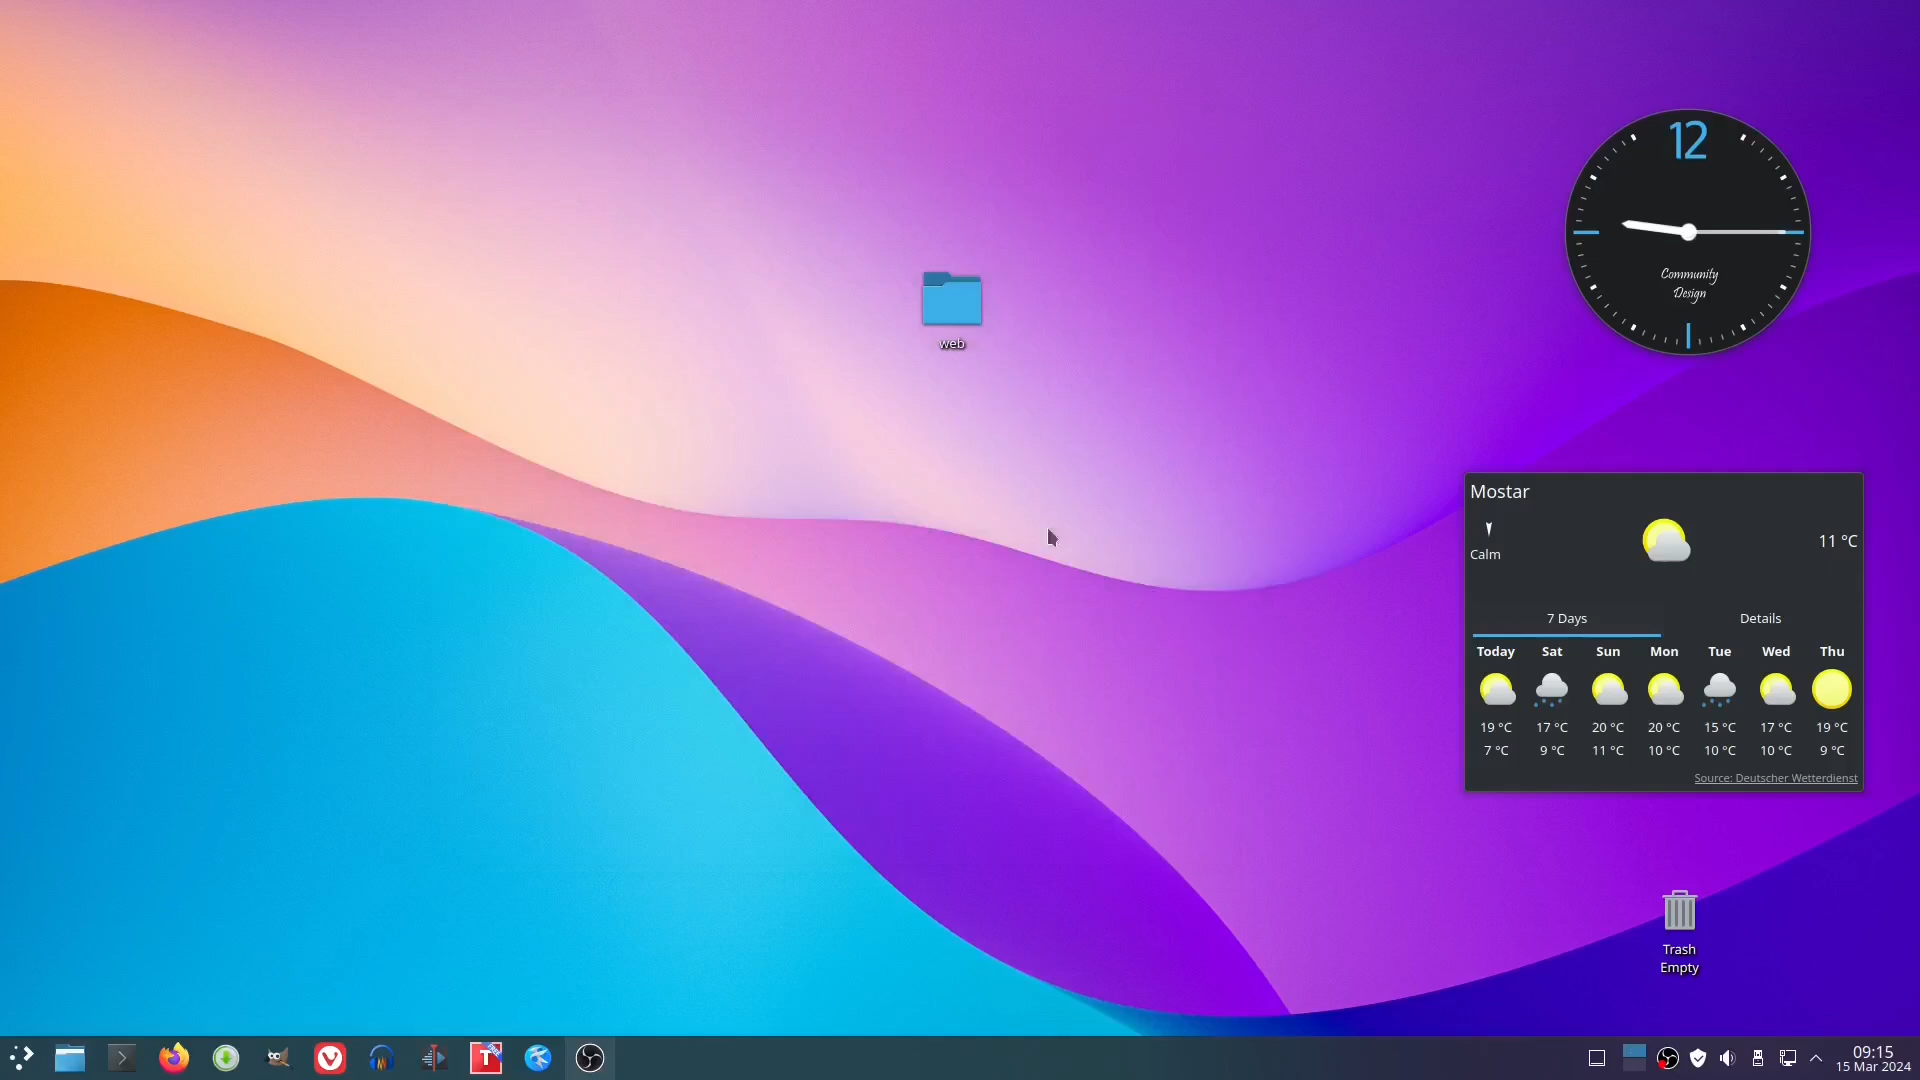 12
Community
Design
web
Mostar
Calm
11 °C
7 Days Details
Today Sat Sun Mon Tue Wed Thu
19 °C 17 °C 20 °C 20 °C 15 °C 17 °C 19 °C
7 °C 9 °C 11 °C 10 °C 10 °C 10 °C 9 °C
Source: Deutscher Wetterdienst
Trash
Empty
T FREE
09:15
15 Mar 2024